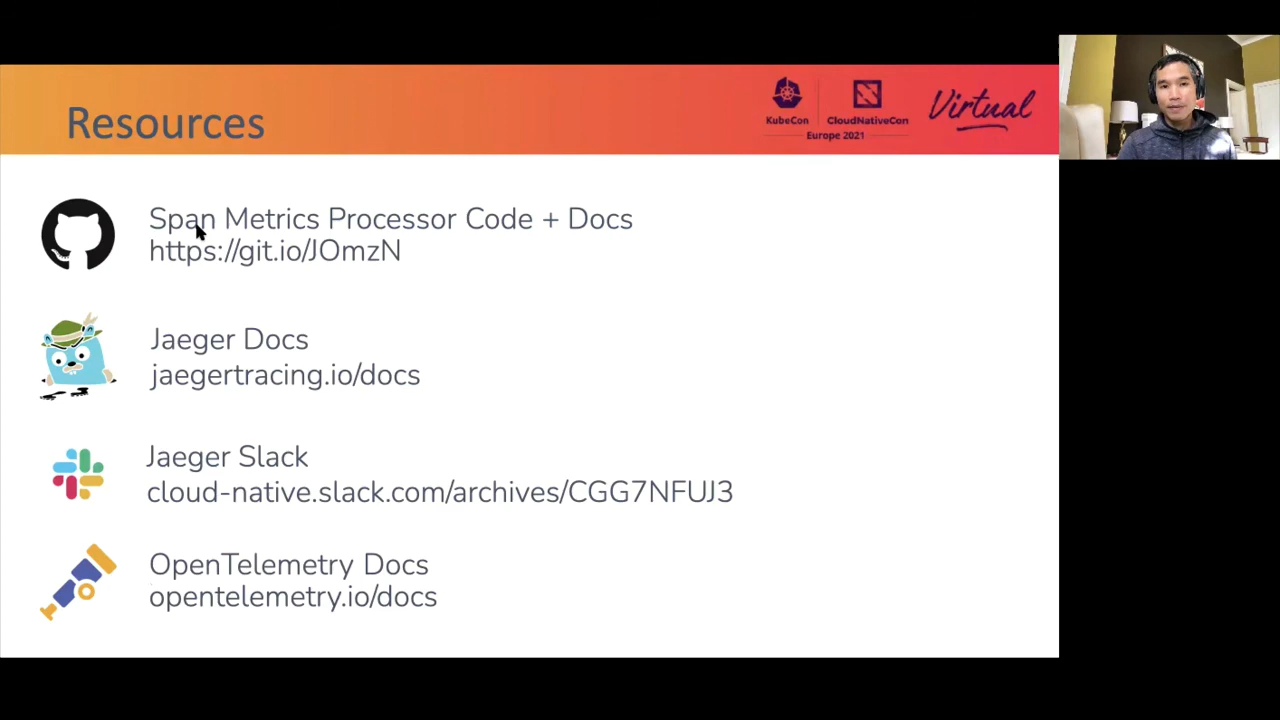 Resources
KubeCon
CloudNativeCon
Europe 2021
Virtual
Span Metrics Processor Code + Docs
https://git.io/JOmzN
Jaeger Docs
jaegertracing.io/docs
Jaeger Slack
cloud-native.slack.com/archives/CGG7NFUJ3
OpenTelemetry Docs
opentelemetry.io/docs